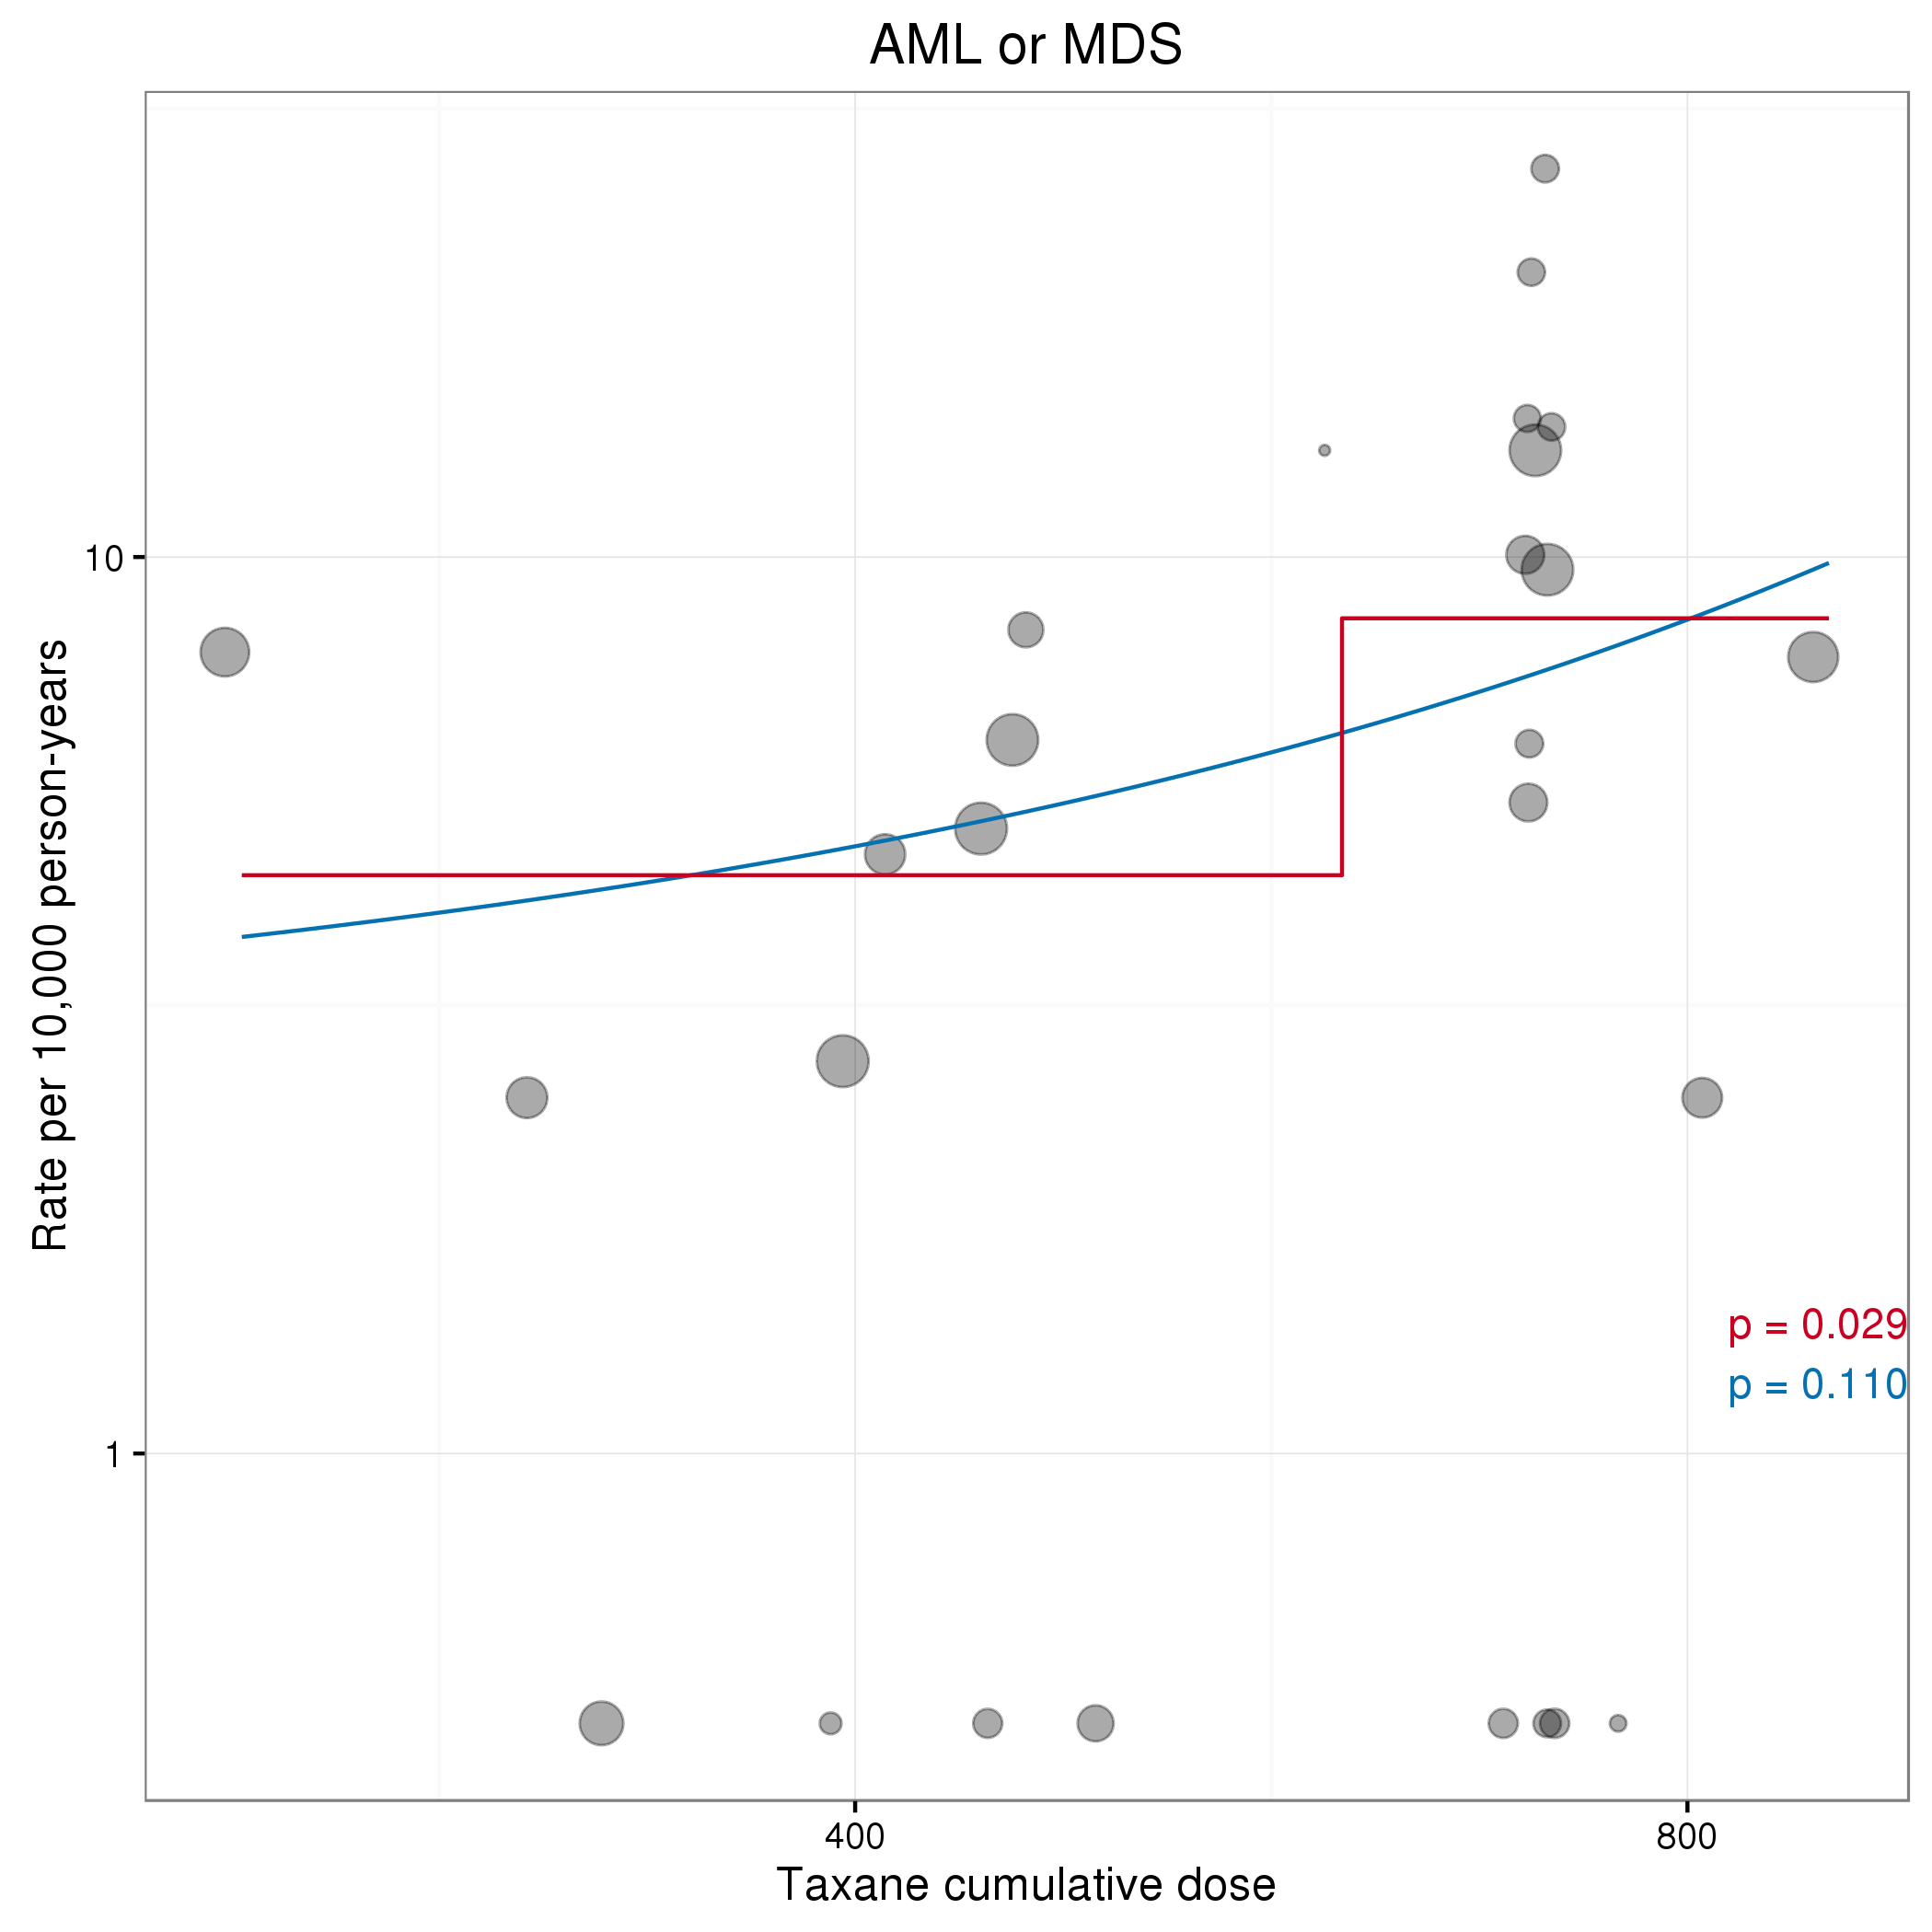 AML or MDS
Rate per 10,000 person-years
10
1
p = 0.029
p = 0.110
400
800
Taxane cumulative dose